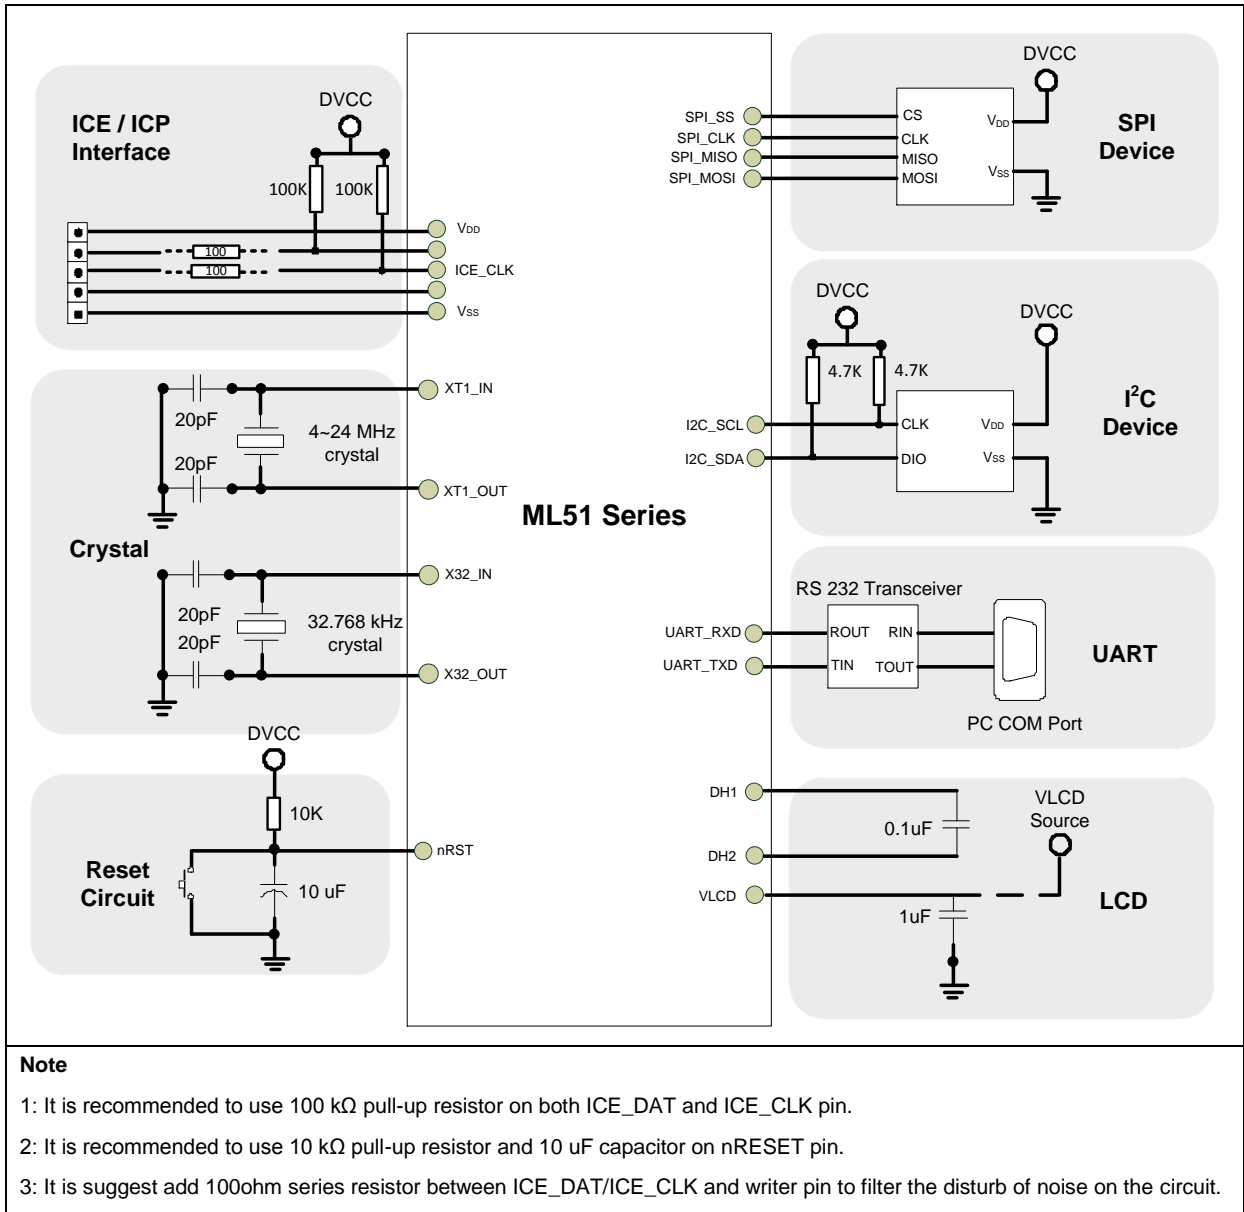 ICE / ICP
Interface
DVCC
100K
100K
100
100
VDD
ICE_CLK
VSS
20pF
20pF
4~24 MHz
crystal
XT1_IN
XT1_OUT
Crystal
20pF
20pF
32.768 kHz
crystal
X32_IN
X32_OUT
DVCC
10K
Reset
Circuit
10 uF
nRST
ML51 Series
SPI_SS
SPI_CLK
SPI_MISO
SPI_MOSI
CS
CLK
MISO
MOSI
VDD
VSS
DVCC
SPI
Device
DVCC
4.7K
4.7K
I2C_SCL
I2C_SDA
CLK
DIO
VDD
VSS
DVCC
I²C
Device
RS 232 Transceiver
UART_RXD
UART_TXD
ROUT
RIN
TIN
TOUT
PC COM Port
UART
DH1
DH2
VLCD
0.1uF
1uF
VLCD
Source
LCD
Note
1: It is recommended to use 100 kΩ pull-up resistor on both ICE_DAT and ICE_CLK pin.
2: It is recommended to use 10 kΩ pull-up resistor and 10 uF capacitor on nRESET pin.
3: It is suggest add 100ohm series resistor between ICE_DAT/ICE_CLK and writer pin to filter the disturb of noise on the circuit.